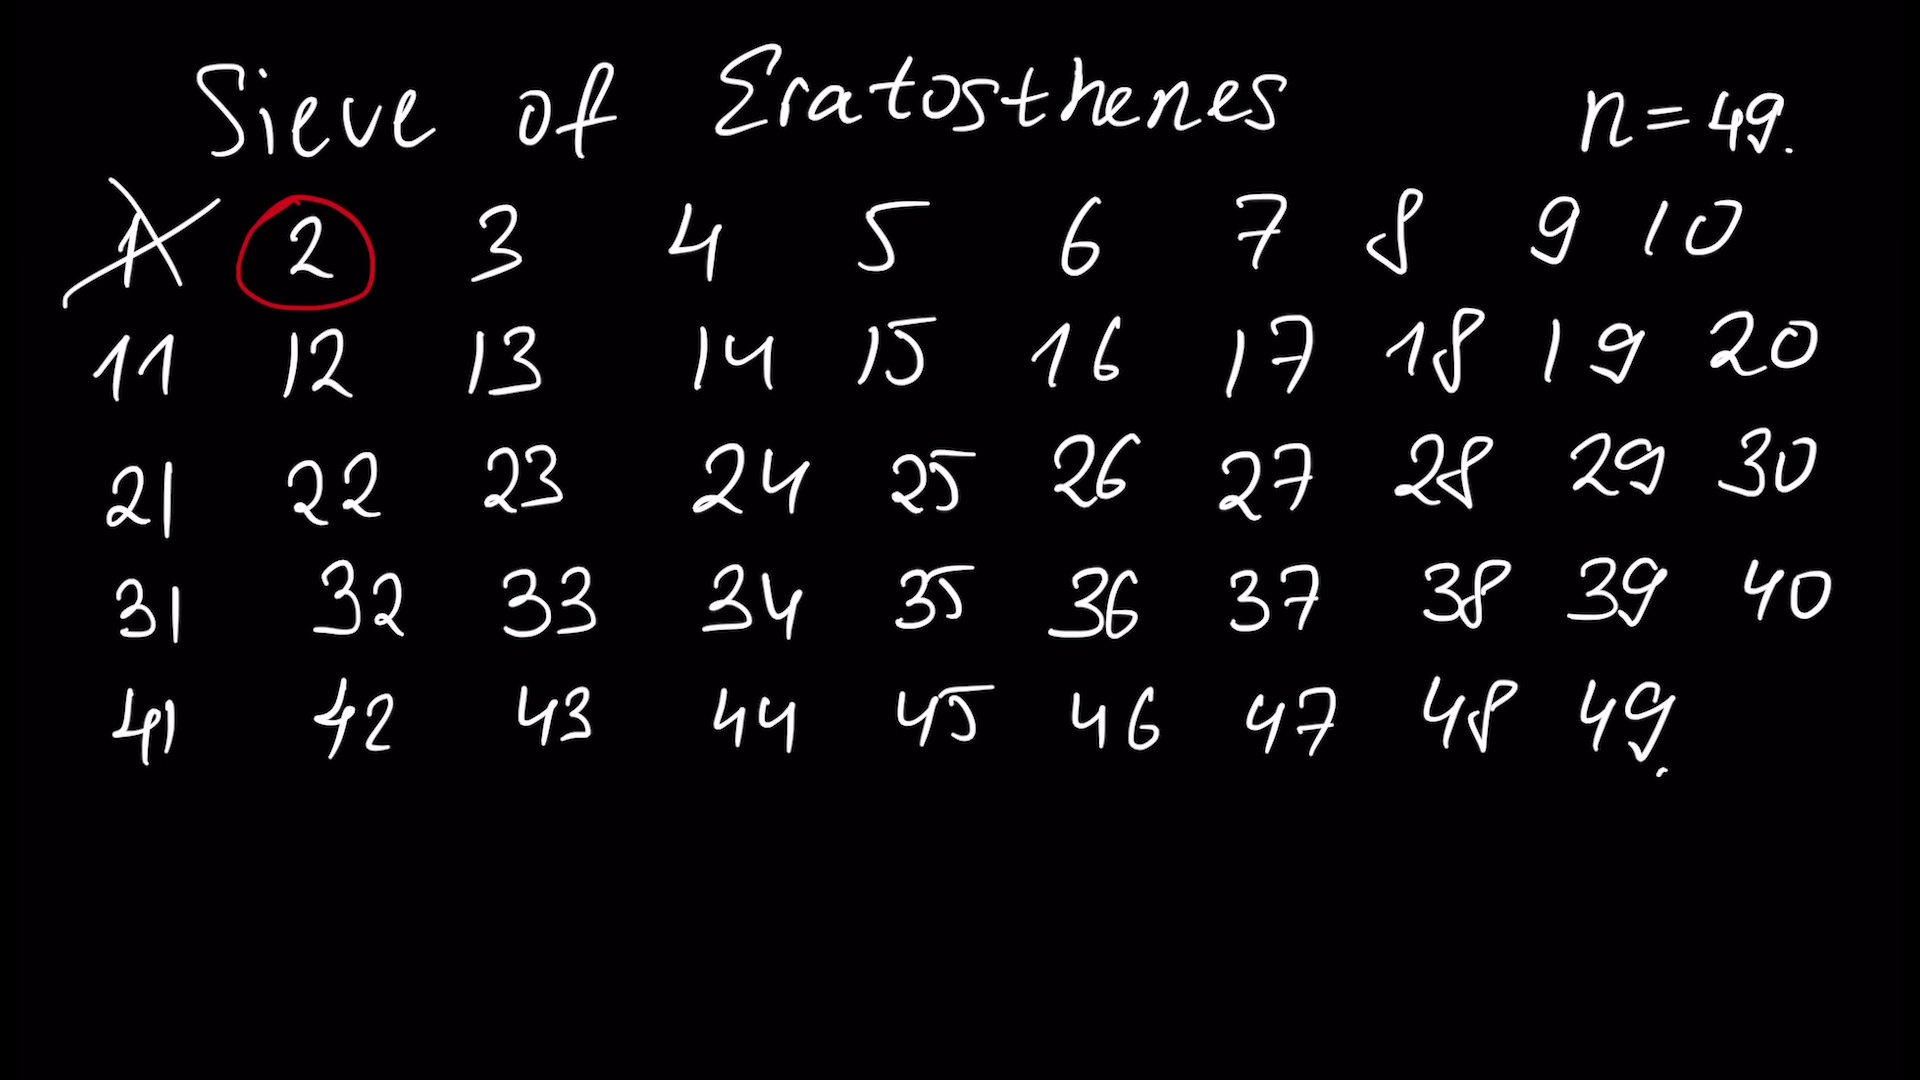 Sieve of Eratosthenes n=49.
1 2 3 4 5 6 7 8 9 10
11 12 13 14 15 16 17 18 19 20
21 22 23 24 25 26 27 28 29 30
31 32 33 34 35 36 37 38 39 40
41 42 43 44 45 46 47 48 49.